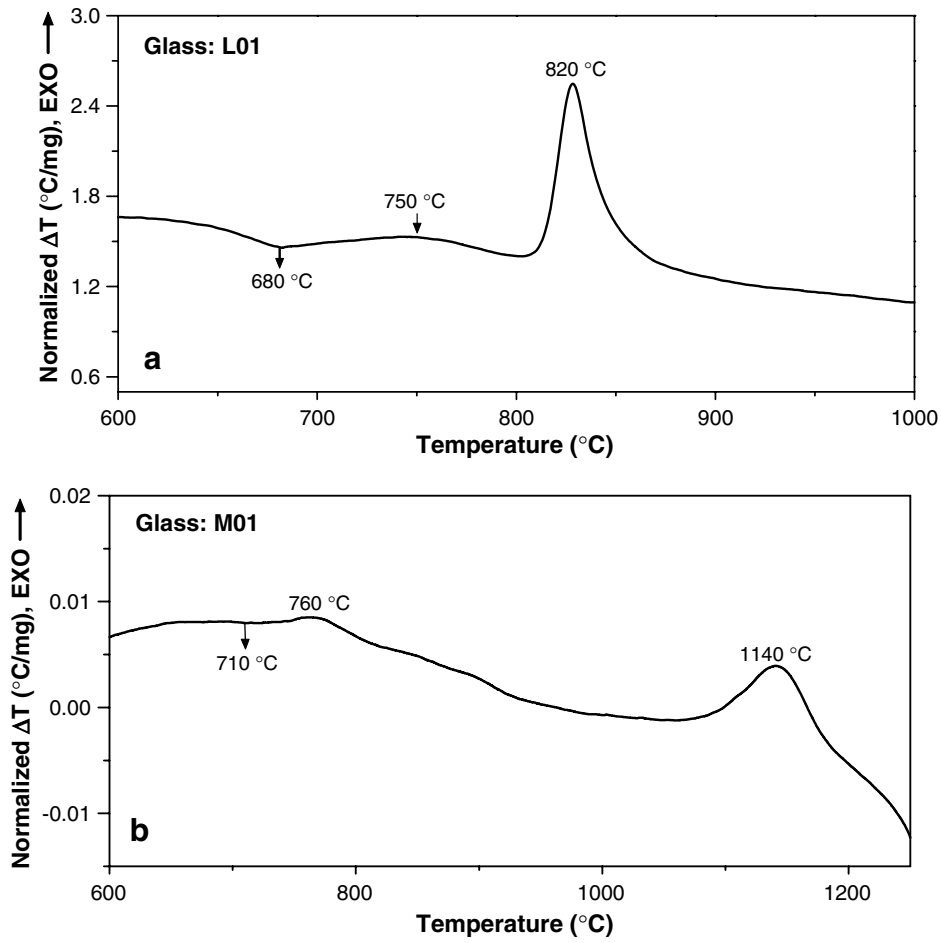 3.0
Glass: L01
820 °C
2.4
1.8
750 °C
680 °C
1.2
0.6
a
600
700
800
900
1000
Temperature (°C)
Normalized ΔT (°C/mg), EXO ⟶
0.02
Glass: M01
0.01
760 °C
710 °C
1140 °C
0.00
-0.01
b
600
800
1000
1200
Temperature (°C)
Normalized ΔT (°C/mg), EXO ⟶